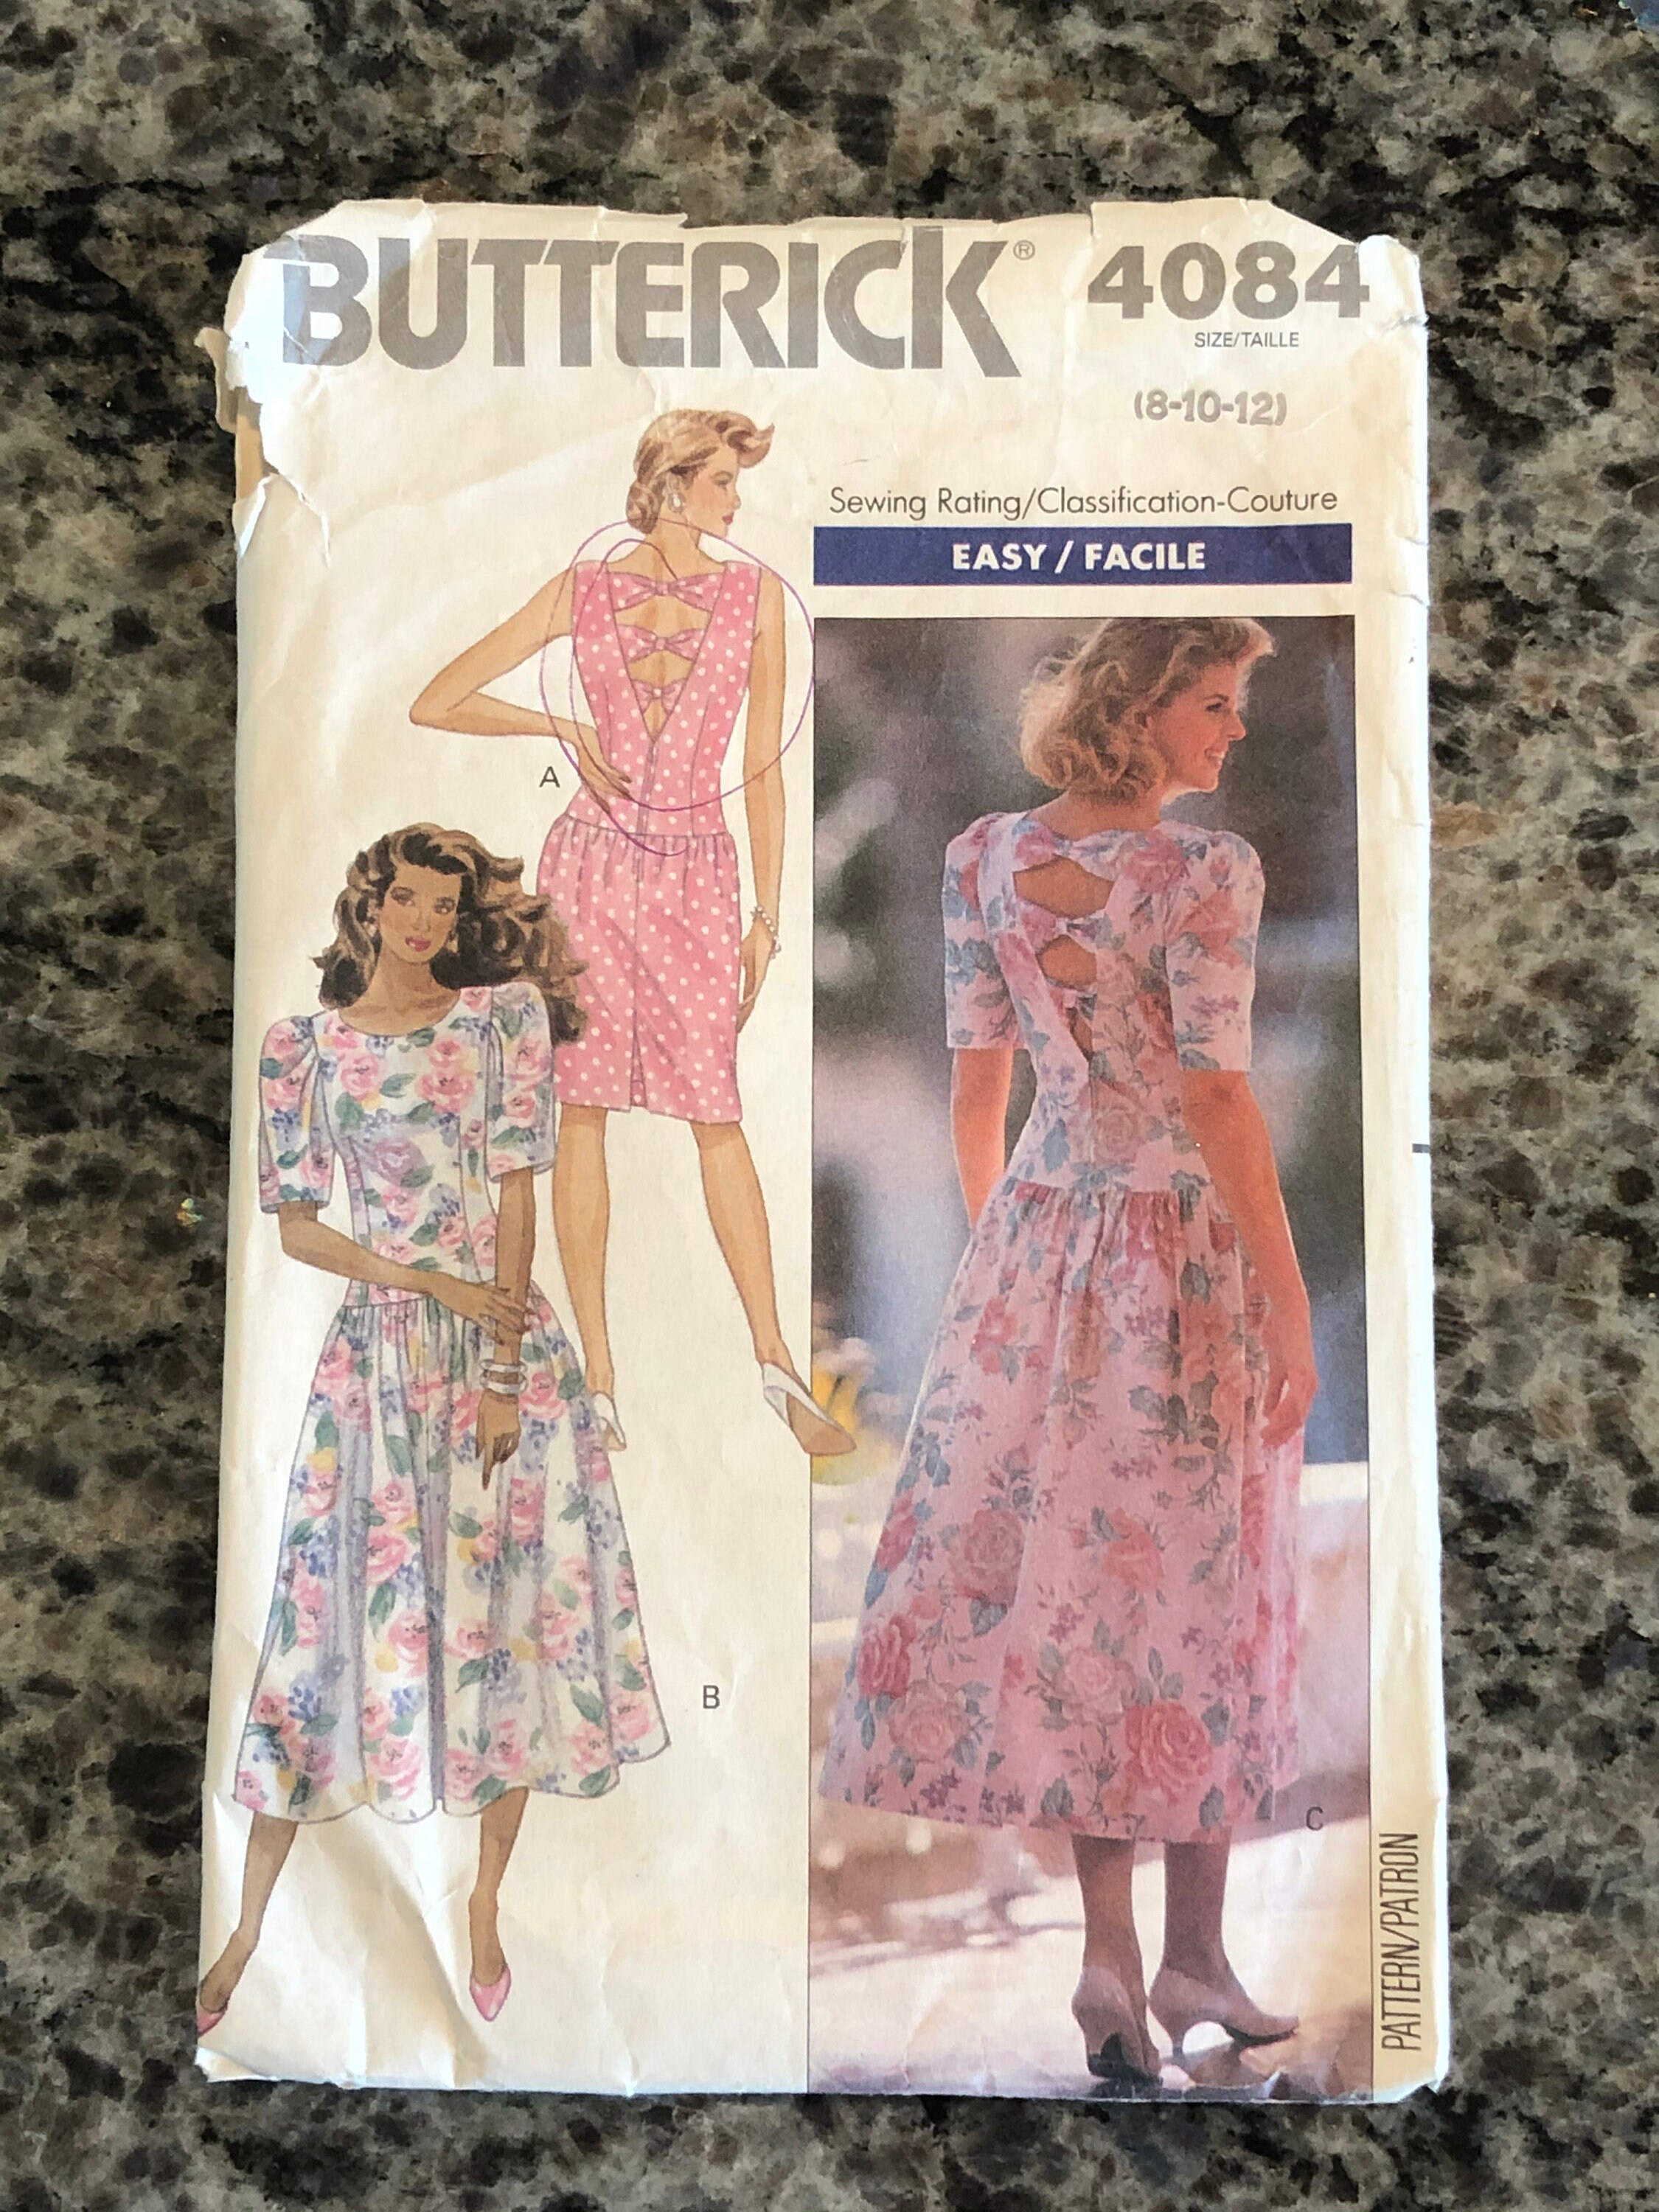 BUTTERICK® 4084
SIZE/TAILLE
(8-10-12)
Sewing Rating/Classification-Couture
EASY / FACILE
A
B
C
PATTERN/PATRON